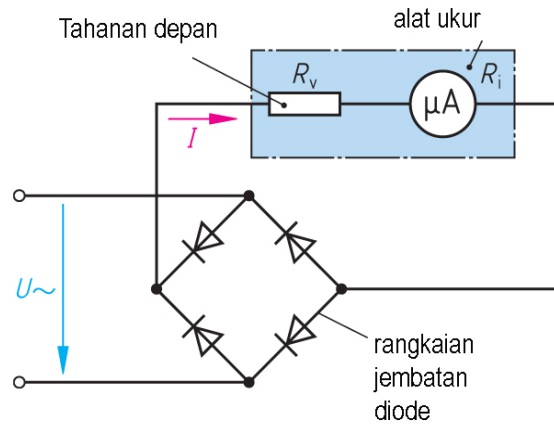 Tahanan depan
alat ukur
Rv
Ri
µA
I
U~
rangkaian
jembatan
diode